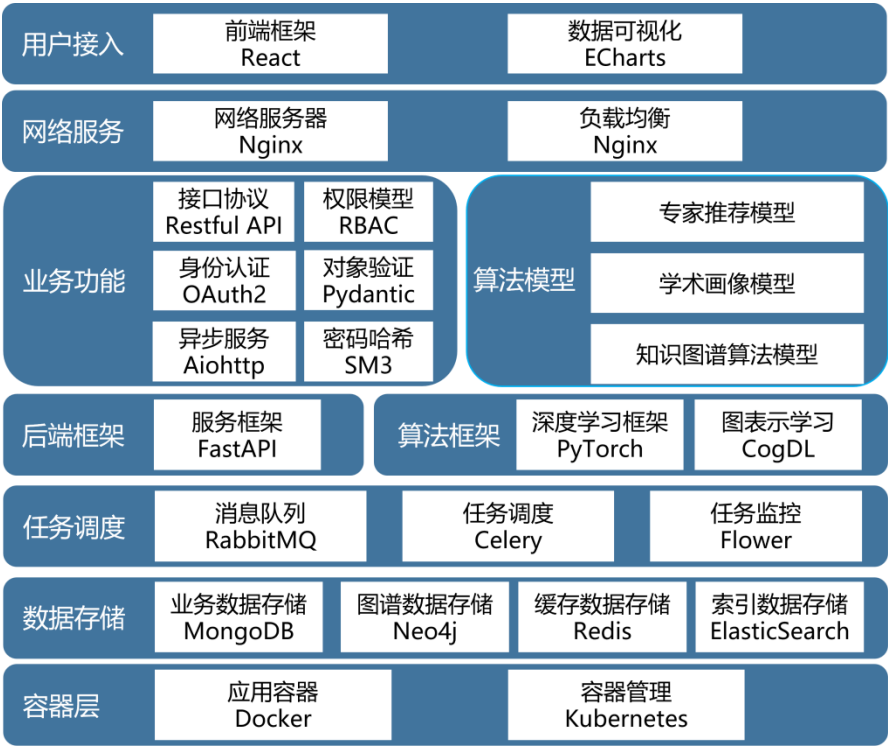 用户接入
前端框架
React
数据可视化
ECharts
网络服务
网络服务器
Nginx
负载均衡
Nginx
业务功能
接口协议
Restful API
权限模型
RBAC
身份认证
OAuth2
对象验证
Pydantic
异步服务
Aiohttp
密码哈希
SM3
算法模型
专家推荐模型
学术画像模型
知识图谱算法模型
后端框架
服务框架
FastAPI
算法框架
深度学习框架
PyTorch
图表示学习
CogDL
任务调度
消息队列
RabbitMQ
任务调度
Celery
任务监控
Flower
数据存储
业务数据存储
MongoDB
图谱数据存储
Neo4j
缓存数据存储
Redis
索引数据存储
ElasticSearch
容器层
应用容器
Docker
容器管理
Kubernetes